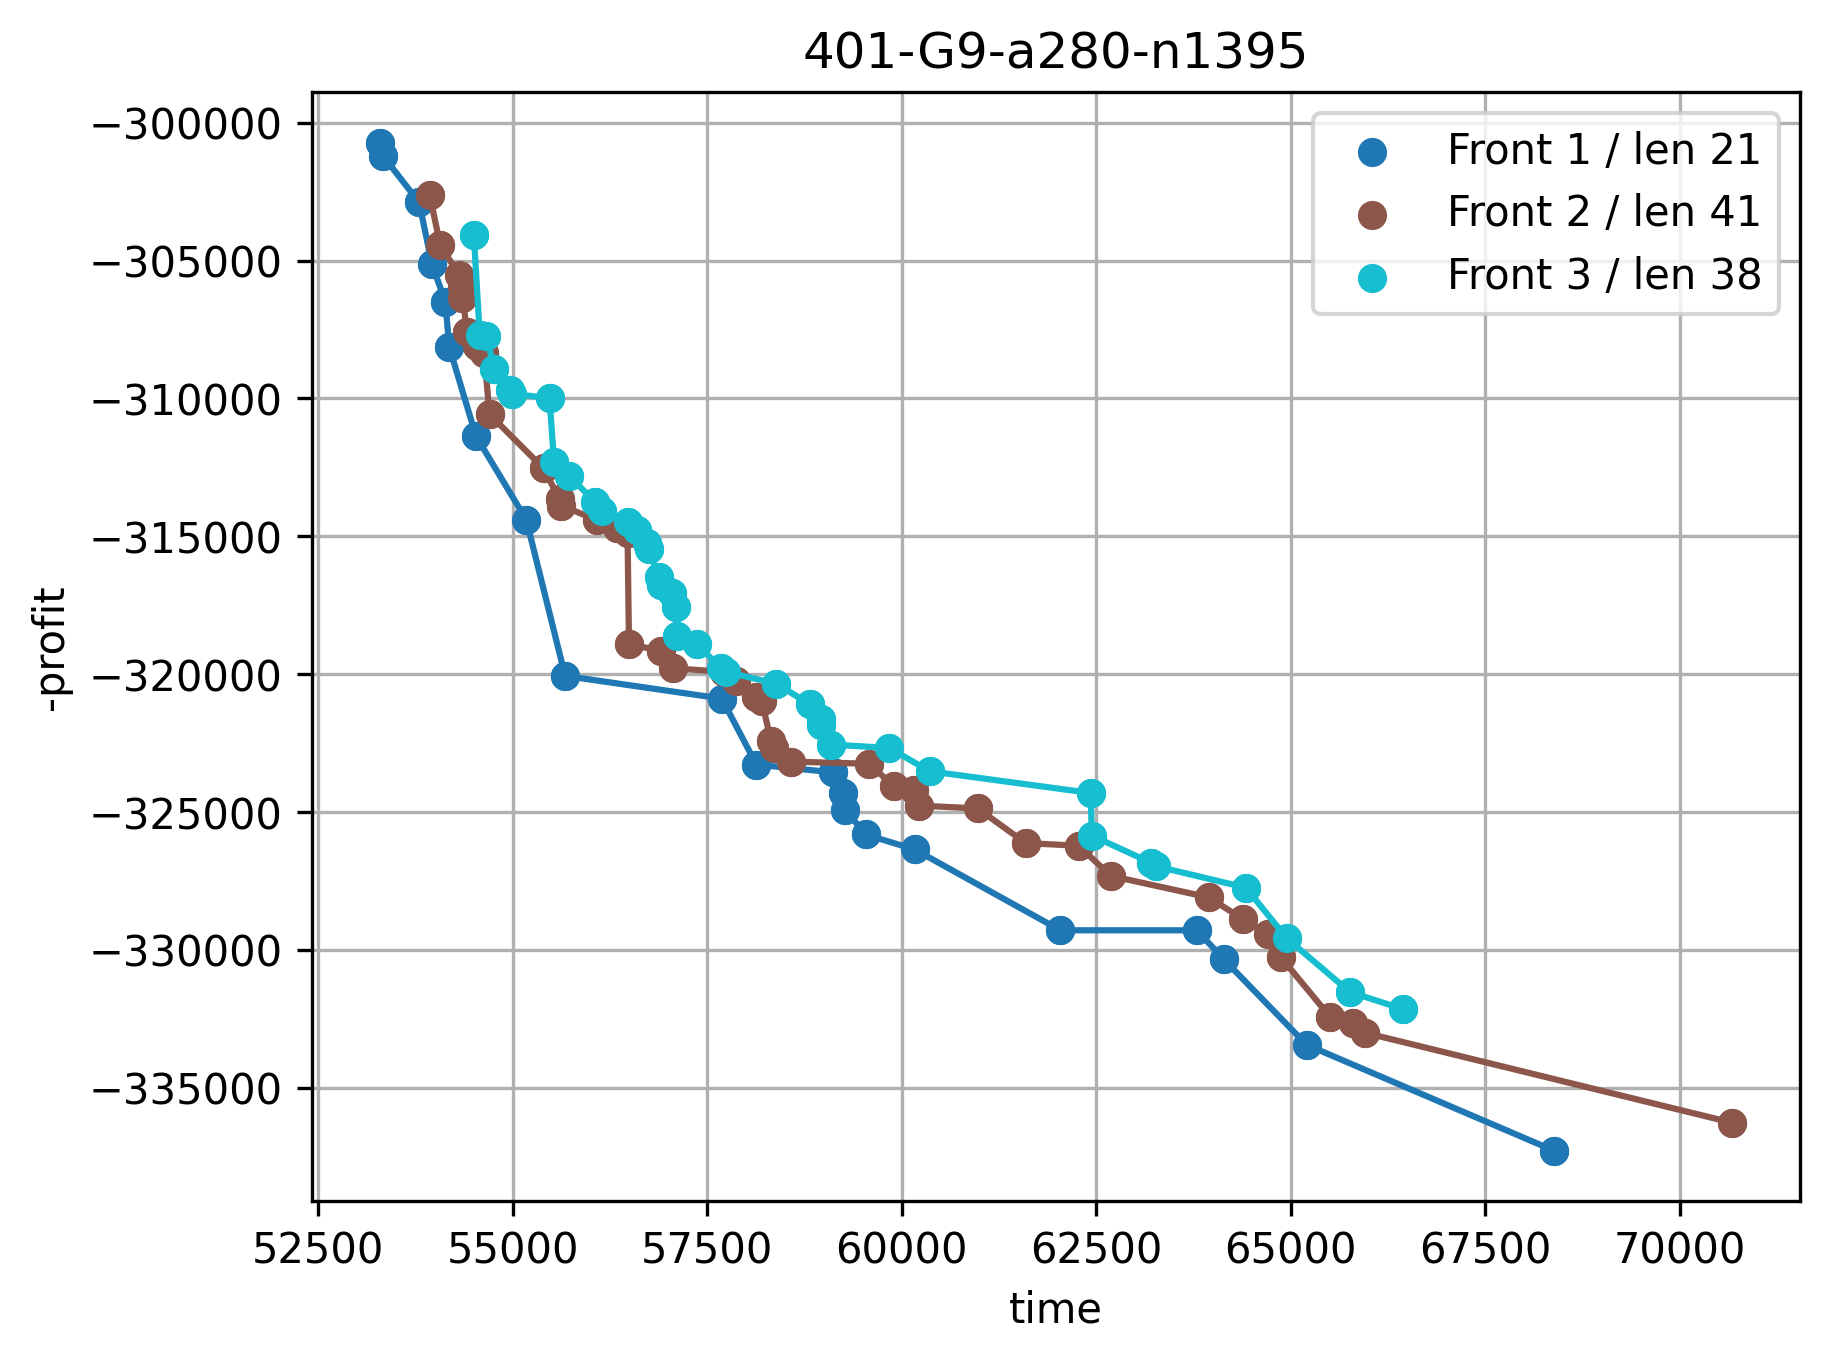 401-G9-a280-n1395
−300000
−305000
−310000
−315000
−320000
−325000
−330000
−335000
-profit
Front 1 / len 21
Front 2 / len 41
Front 3 / len 38
52500 55000 57500 60000 62500 65000 67500 70000
time